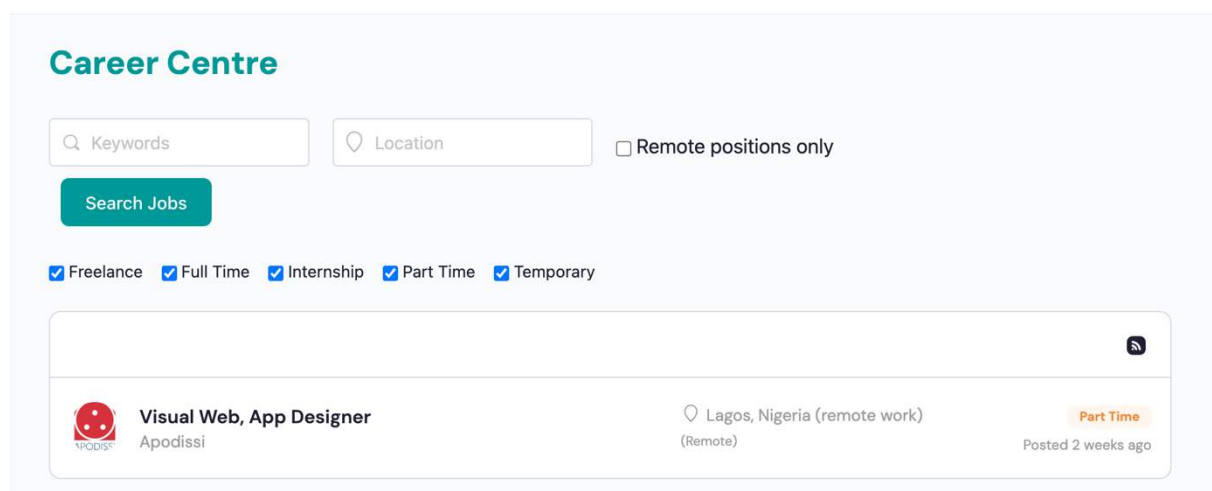 Career Centre
Keywords
Location
Remote positions only
Search Jobs
Freelance Full Time Internship Part Time Temporary
Visual Web, App Designer
Apodissi
Lagos, Nigeria (remote work)
(Remote)
Part Time
Posted 2 weeks ago